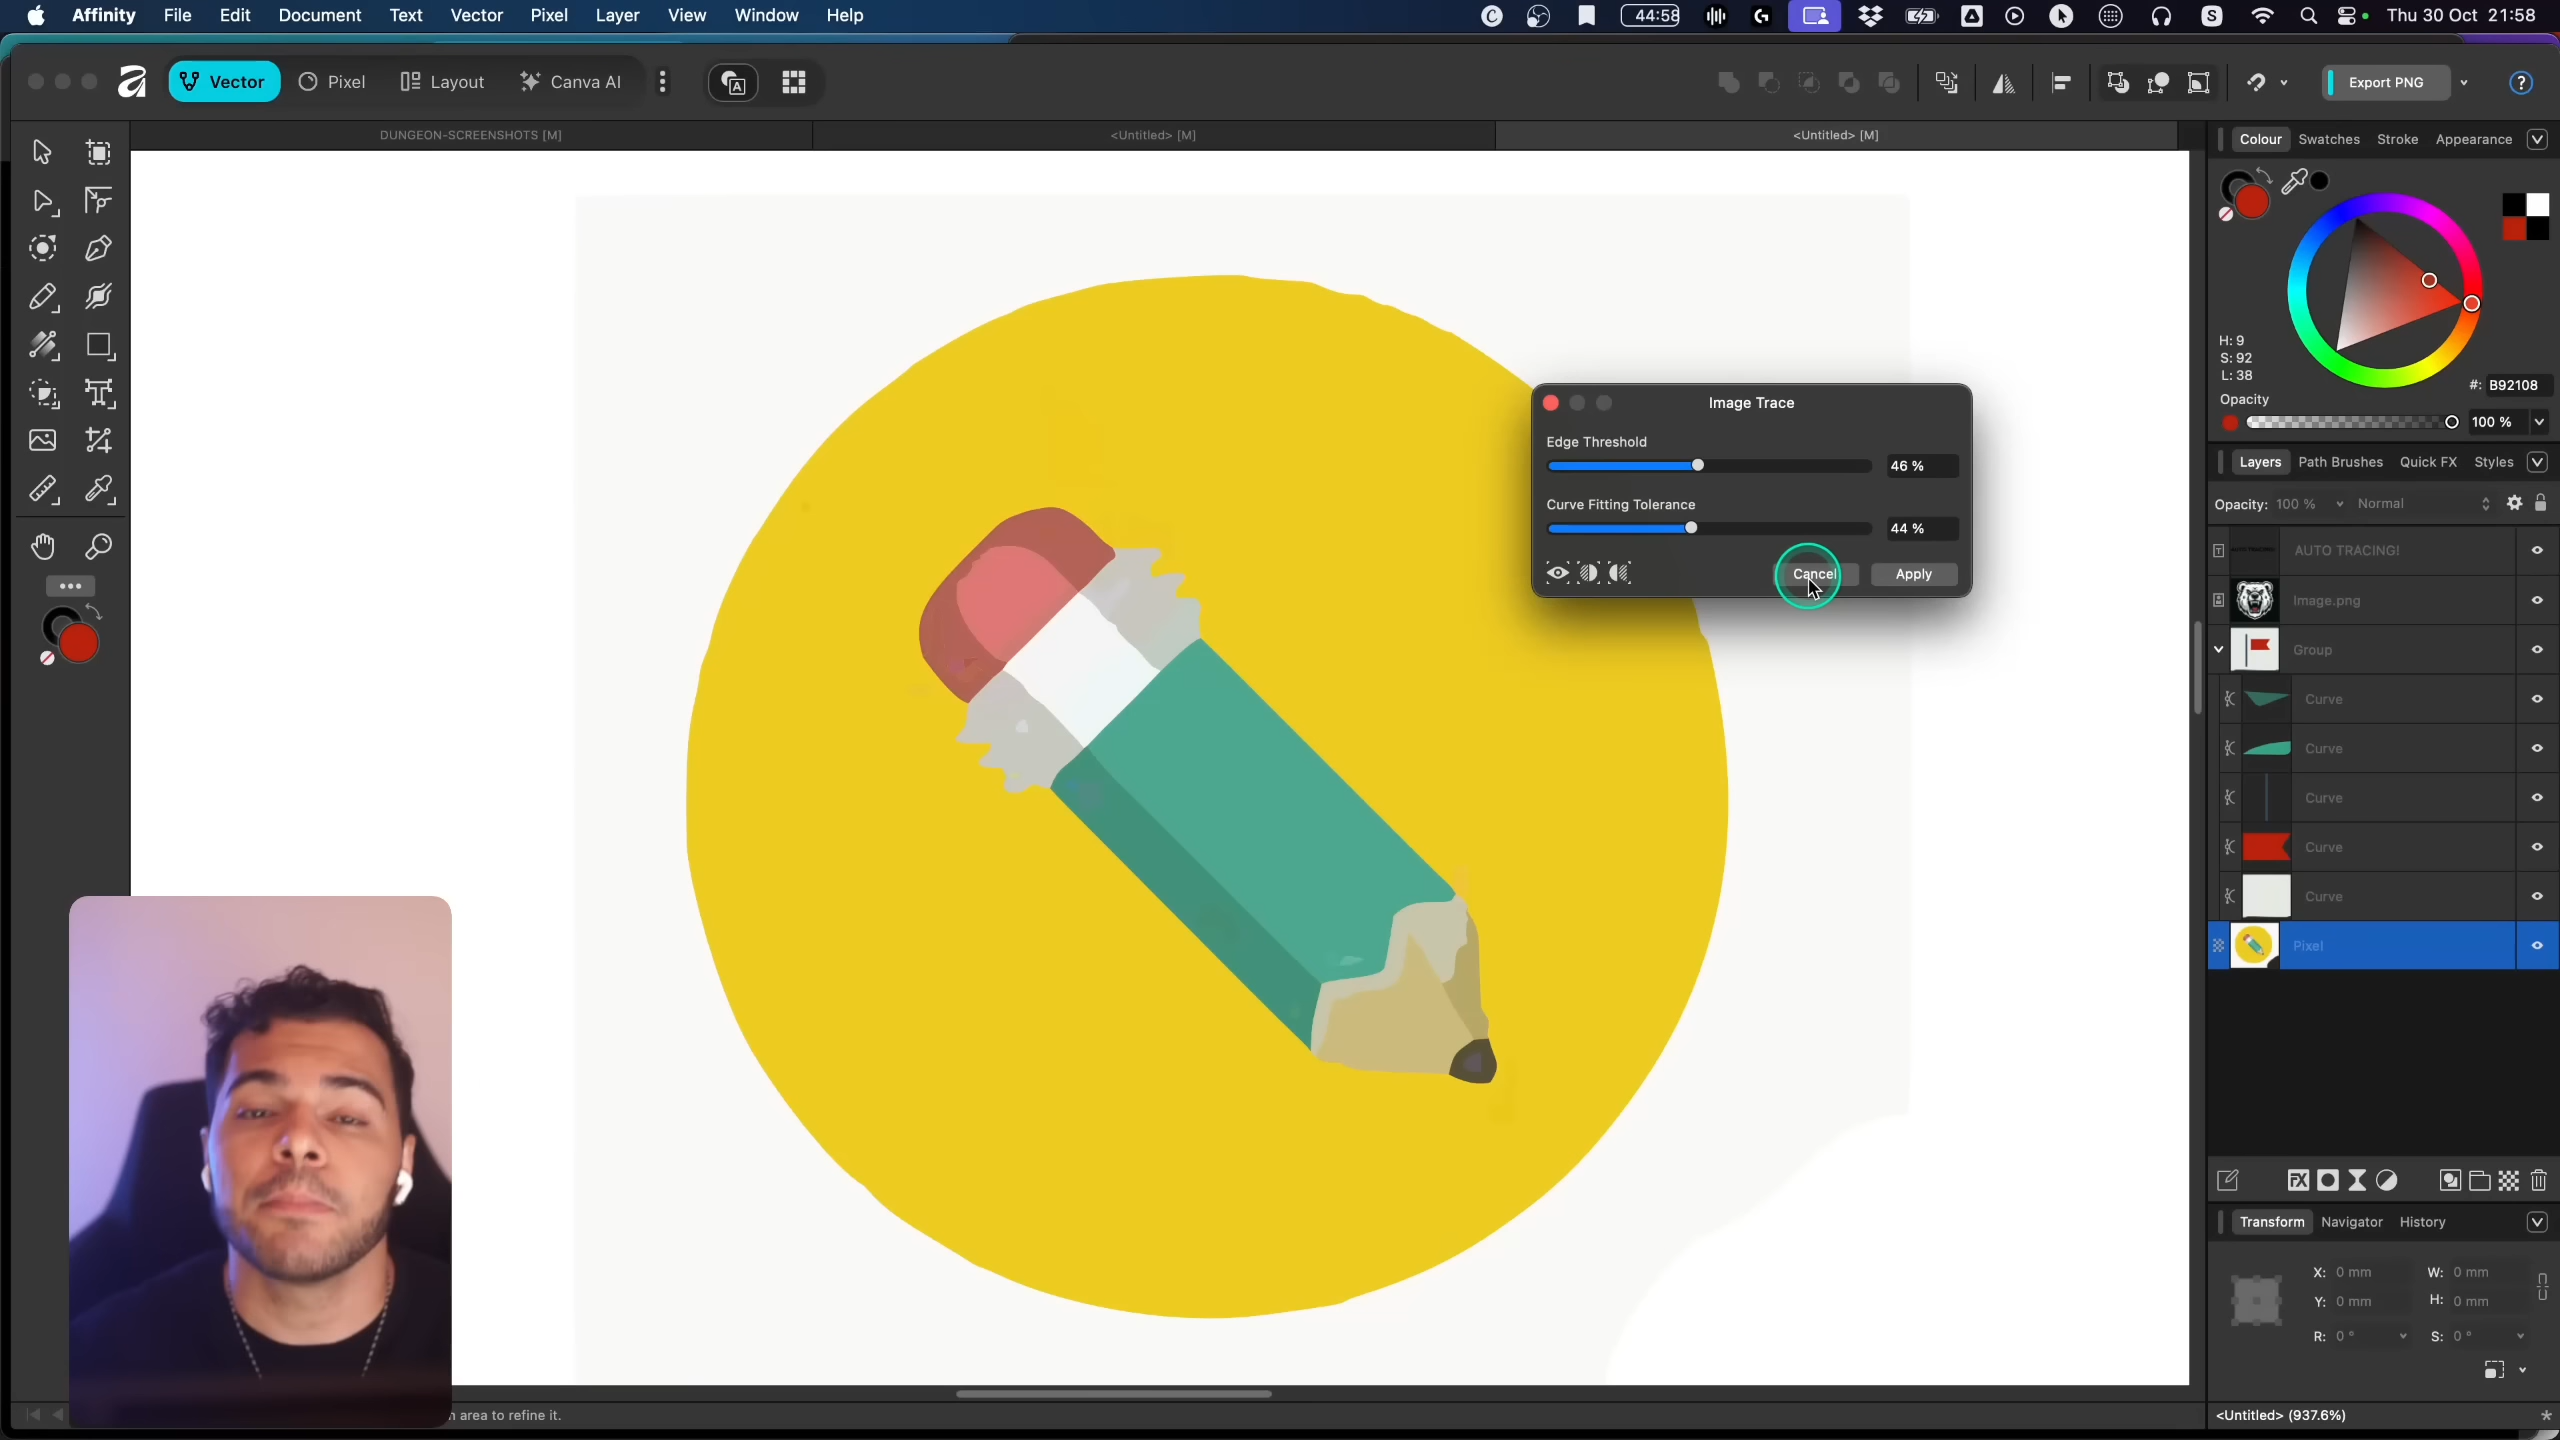 Affinity File Edit Document Text Vector Pixel Layer View Window Help 44:58 Thu 30 Oct 21:58
Vector Pixel Layout Canva AI Export PNG
DUNGEON-SCREENSHOTS [M] <Untitled> [M] <Untitled> [M]
Colour Swatches Stroke Appearance
H: 9
S: 92
L: 38
#: B92108
Opacity
100 %
Image Trace
Edge Threshold
46 %
Curve Fitting Tolerance
44 %
Cancel Apply
Layers Path Brushes Quick FX Styles
Opacity: 100 % Normal
AUTO TRACING!
Image.png
Group
Curve
Curve
Curve
Curve
Curve
Pixel
Transform Navigator History
X: 0 mm W: 0 mm
Y: 0 mm H: 0 mm
R: 0 ° S: 0 °
area to refine it.
<Untitled> (937.6%)